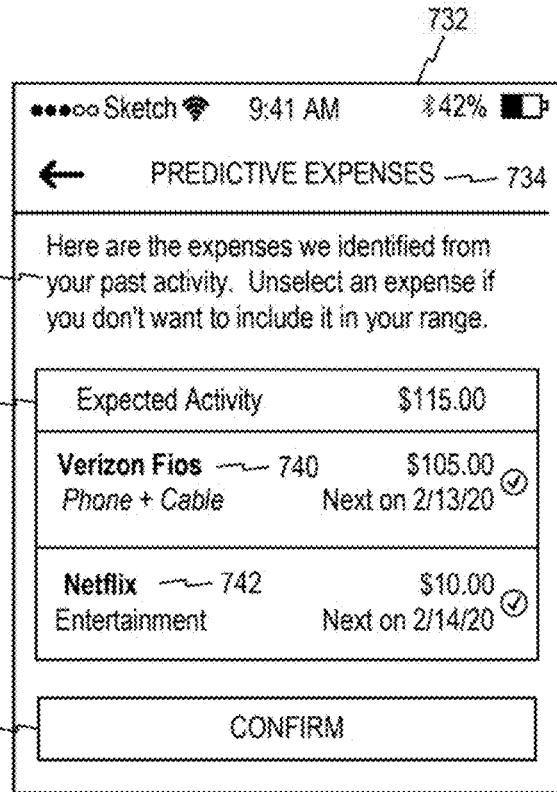 732
Sketch 9:41 AM 42%
PREDICTIVE EXPENSES 734
Here are the expenses we identified from
your past activity. Unselect an expense if
you don't want to include it in your range.
Expected Activity $115.00
Verizon Fios 740 $105.00
Phone + Cable Next on 2/13/20
Netflix 742 $10.00
Entertainment Next on 2/14/20
CONFIRM